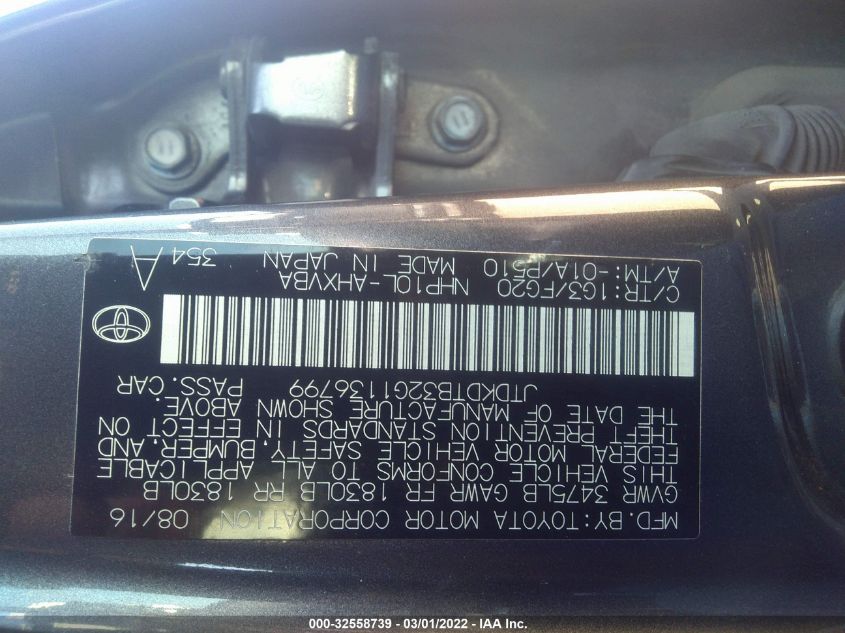 MFD. BY:TOYOTA MOTOR CORPORATION 08/16
GVWR 3475LB GAWR FR 1830LB RR 1830LB
THIS VEHICLE CONFORMS TO ALL APPLICABLE
FEDERAL MOTOR VEHICLE SAFETY, BUMPER, AND
THEFT PREVENTION STANDARDS IN EFFECT ON
THE DATE OF MANUFACTURE SHOWN ABOVE.
JTDKDTB32G1136799 PASS. CAR
C/TR:1G3/FG20 NHP10L-AHXVBA 354 A
A/TM:-01A/P510 MADE IN JAPAN
000-32558739 - 03/01/2022 - © IAA Inc.